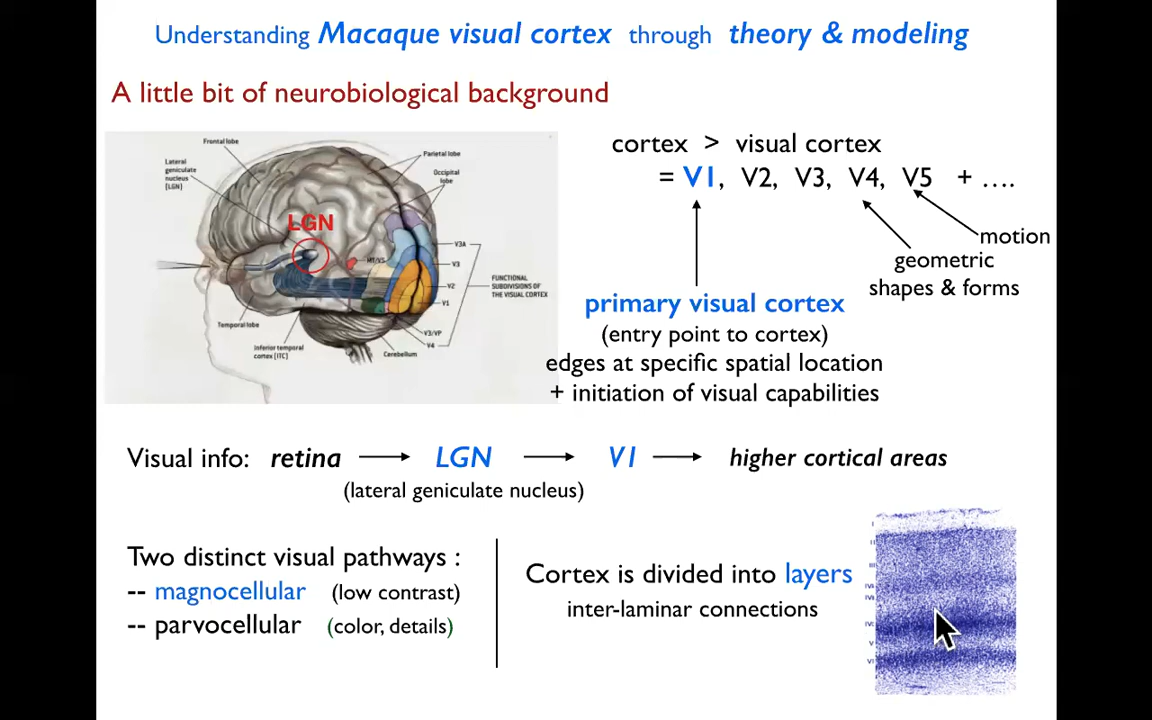 Understanding Macaque visual cortex through theory & modeling
A little bit of neurobiological background
Frontal lobe
Lateral
geniculate
nucleus
[LGN]
Parietal lobe
Occipital
lobe
LGN
MT/V5
V3A
V3
V2
V1
V3/VP
V4
FUNCTIONAL
SUBDIVISIONS OF
THE VISUAL CORTEX
Temporal lobe
Inferior temporal
cortex [ITC]
Cerebellum
cortex > visual cortex
= V1, V2, V3, V4, V5 + ....
motion
geometric
shapes & forms
primary visual cortex
(entry point to cortex)
edges at specific spatial location
+ initiation of visual capabilities
Visual info: retina → LGN → V1 → higher cortical areas
(lateral geniculate nucleus)
Two distinct visual pathways :
-- magnocellular (low contrast)
-- parvocellular (color, details)
Cortex is divided into layers
inter-laminar connections